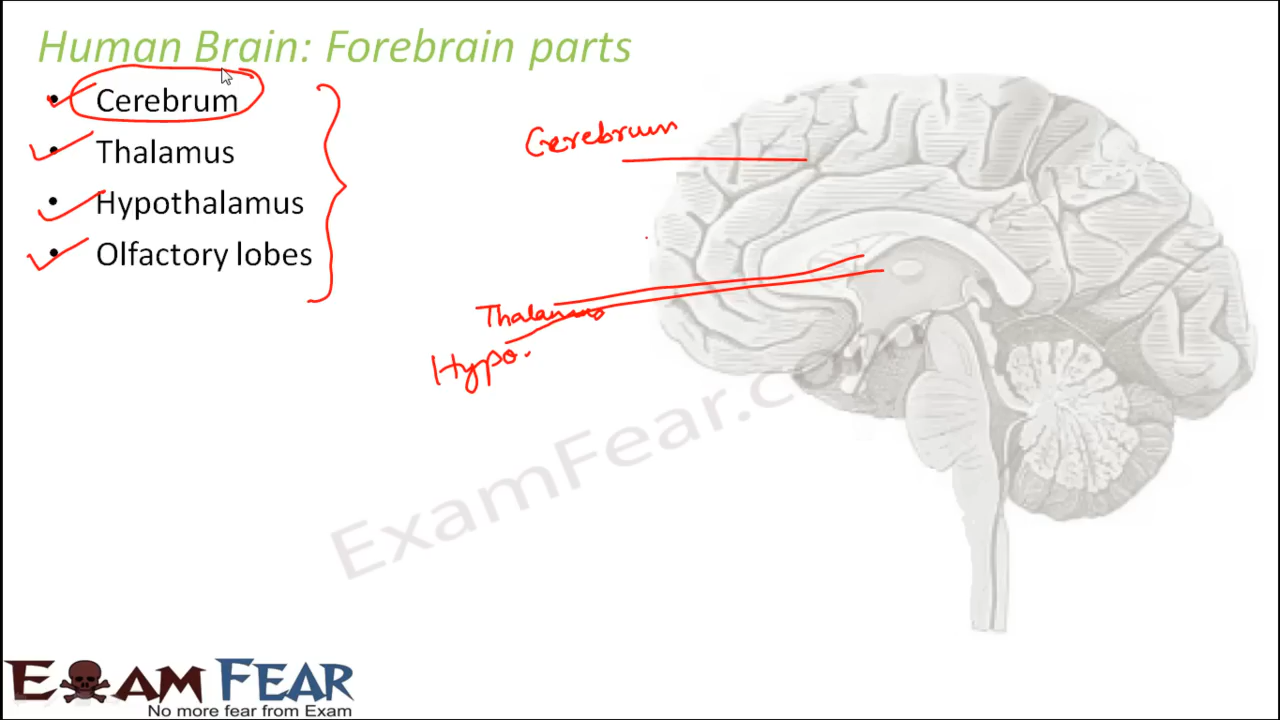 Human Brain: Forebrain parts
• Cerebrum
• Thalamus
• Hypothalamus
• Olfactory lobes
Cerebrum
Thalamus
Hypo.
ExamFear.co
EXAM FEAR
No more fear from Exam